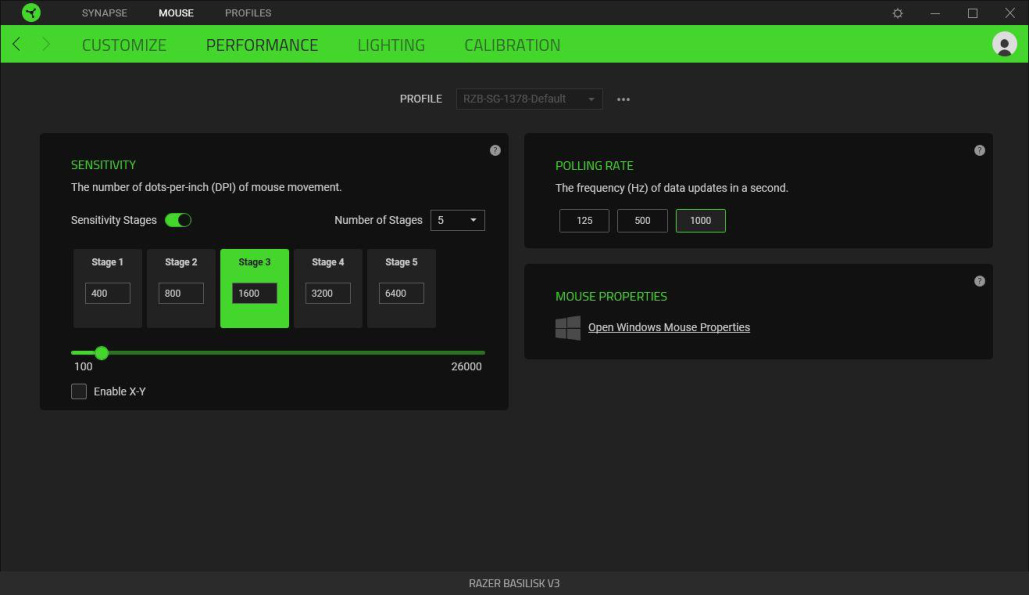 SYNAPSE MOUSE PROFILES
CUSTOMIZE PERFORMANCE LIGHTING CALIBRATION
PROFILE RZB-SG-1378-Default
SENSITIVITY
The number of dots-per-inch (DPI) of mouse movement.
Sensitivity Stages Number of Stages 5
Stage 1 Stage 2 Stage 3 Stage 4 Stage 5
400 800 1600 3200 6400
100 26000
Enable X-Y
POLLING RATE
The frequency (Hz) of data updates in a second.
125 500 1000
MOUSE PROPERTIES
Open Windows Mouse Properties
RAZER BASILISK V3